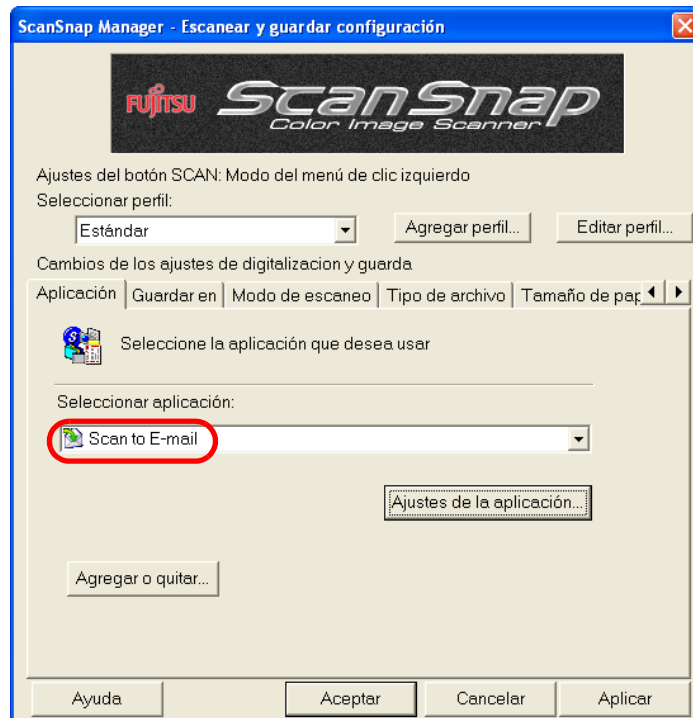 ScanSnap Manager - Escanear y guardar configuración
FUJITSU ScanSnap
Color Image Scanner
Ajustes del botón SCAN: Modo del menú de clic izquierdo
Seleccionar perfil:
Estándar Agregar perfil... Editar perfil...
Cambios de los ajustes de digitalizacion y guarda
Aplicación Guardar en Modo de escaneo Tipo de archivo Tamaño de pap
Seleccione la aplicación que desea usar
Seleccionar aplicación:
Scan to E-mail
Ajustes de la aplicación...
Agregar o quitar...
Ayuda Aceptar Cancelar Aplicar